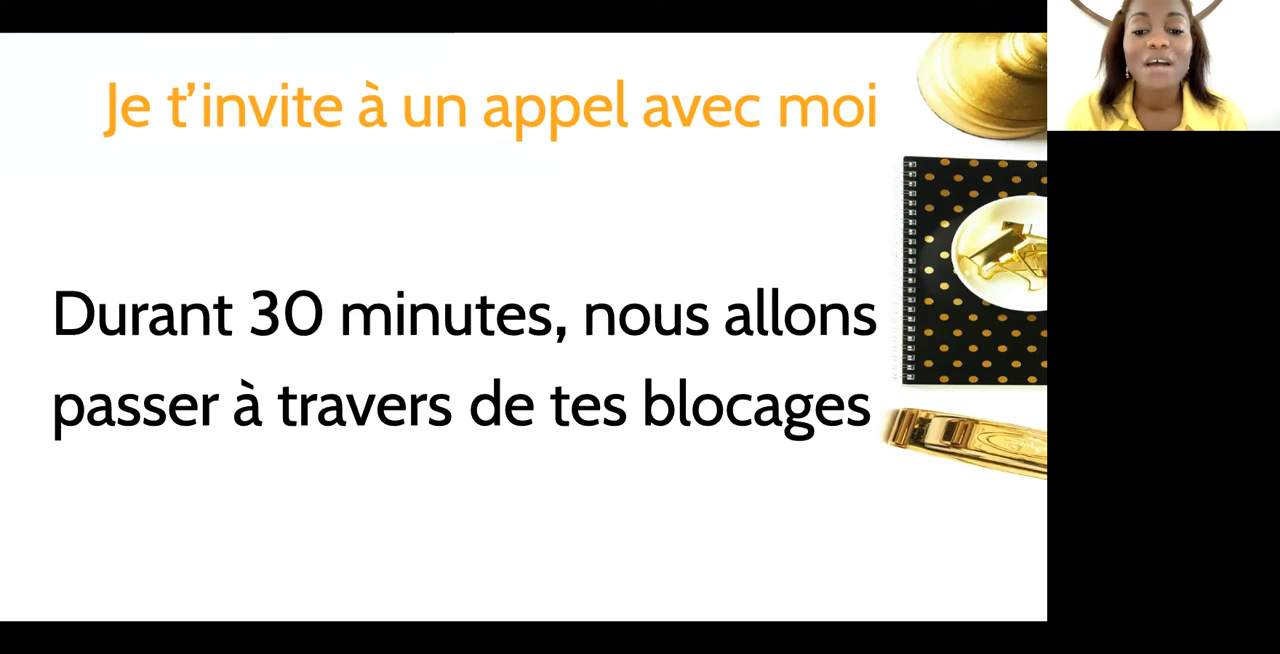 Je t'invite à un appel avec moi
Durant 30 minutes, nous allons
passer à travers de tes blocages